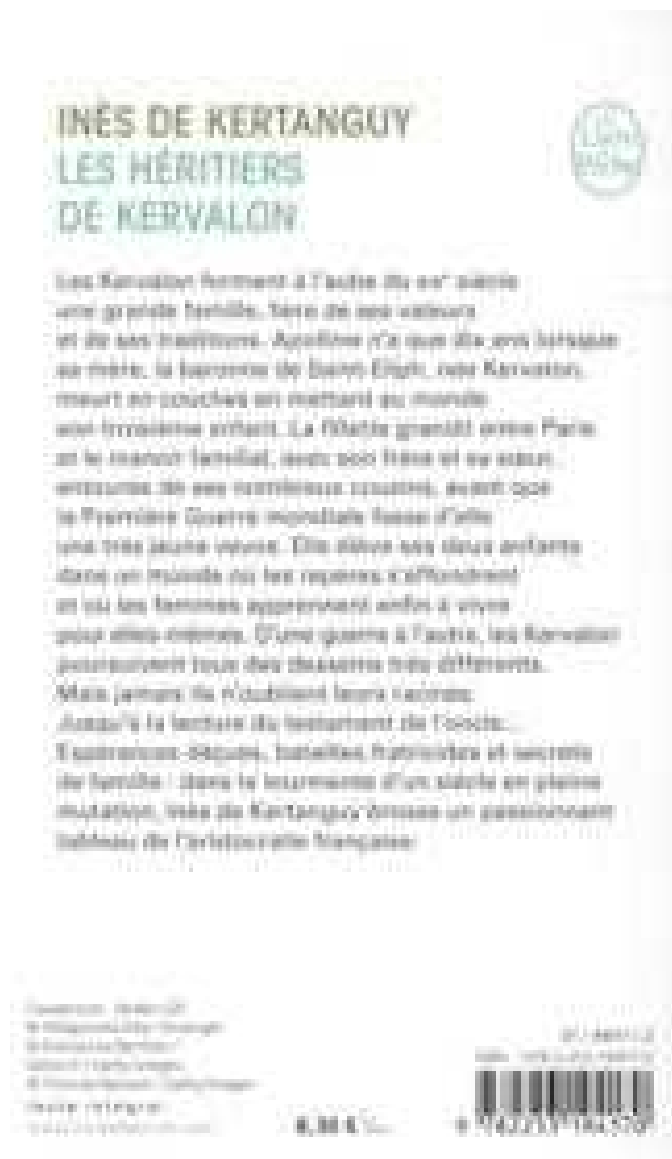 INÈS DE KERTANGUY
LES HÉRITIERS
DE KERVALON
Les Kervalon forment à l'aube du XXe siècle
une grande famille, fière de ses valeurs
et de ses traditions. Apolline n'a que dix ans lorsque
sa mère, la baronne de Saint-Eliph, née Kervalon,
meurt en couches en mettant au monde
son troisième enfant. La fillette grandit entre Paris
et le manoir familial, avec son frère et sa sœur,
entourée de ses nombreux cousins, avant que
la Première Guerre mondiale fasse d'elle
une très jeune veuve. Elle élève ses deux enfants
dans un monde où les repères s'effondrent
et où les femmes apprennent enfin à vivre
pour elles-mêmes. D'une guerre à l'autre, les Kervalon
poursuivent tous des desseins très différents.
Mais jamais ils n'oublient leurs racines.
Jusqu'à la lecture du testament de l'oncle...
Espérances déçues, batailles fratricides et secrets
de famille : dans la tourmente d'un siècle en pleine
mutation, Inès de Kertanguy brosse un passionnant
tableau de l'aristocratie française.
Texte intégral